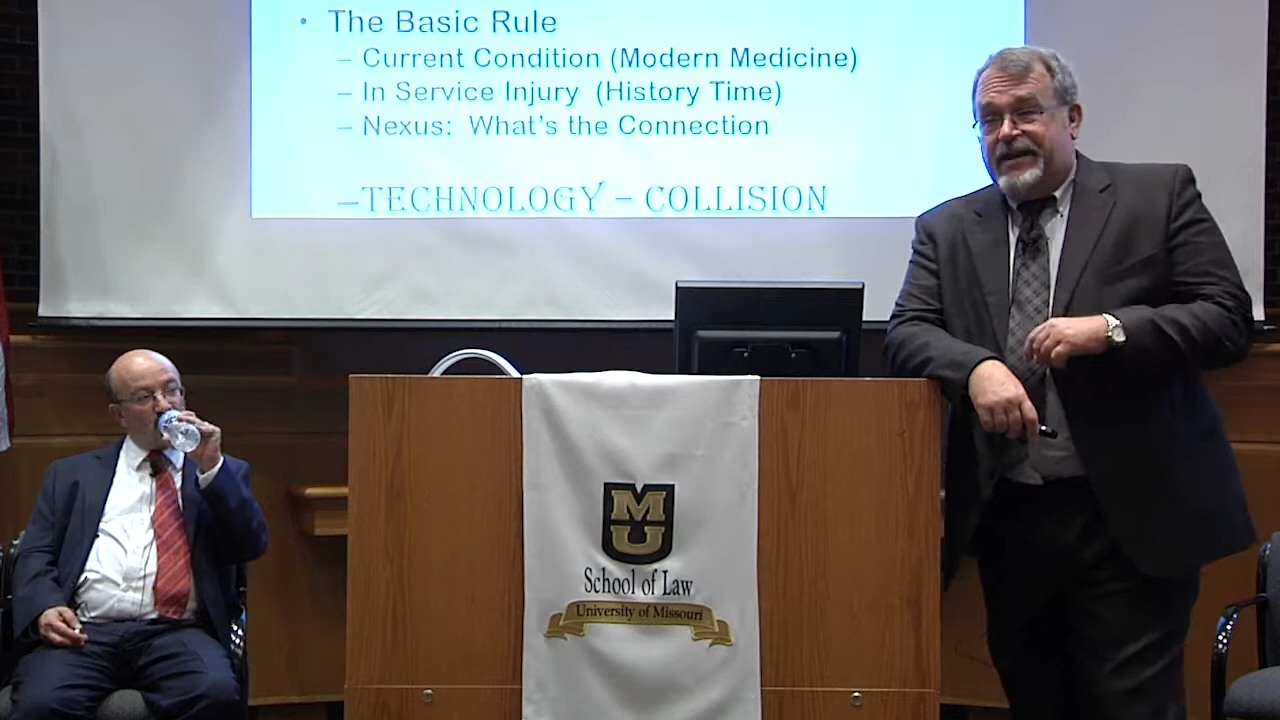 • The Basic Rule
– Current Condition (Modern Medicine)
– In Service Injury (History Time)
– Nexus: What's the Connection
–TECHNOLOGY – COLLISION
MU
School of Law
University of Missouri